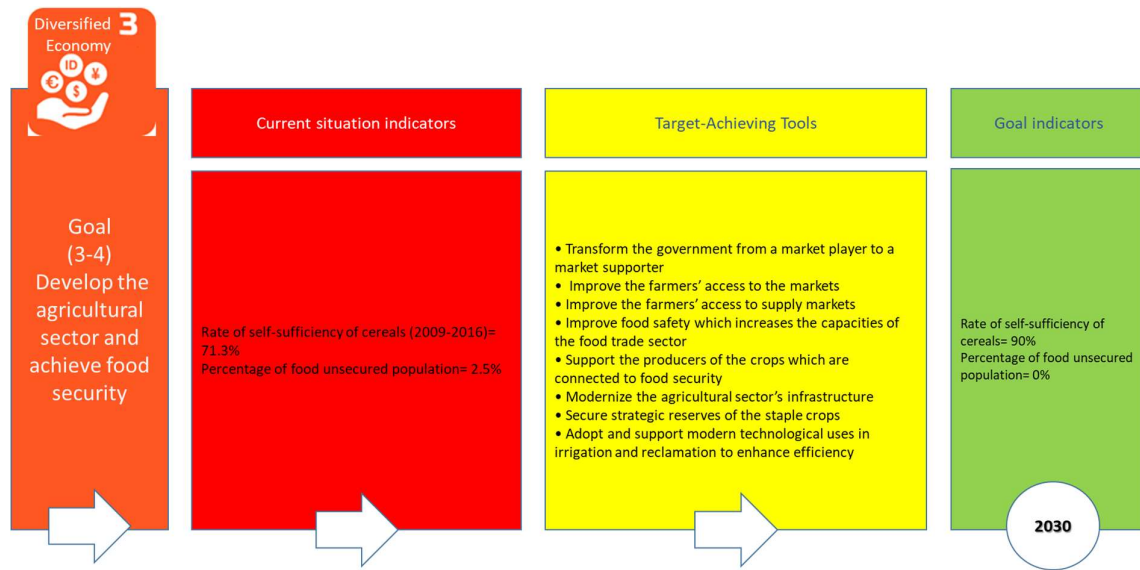 Diversified 3
Economy
ID
€ ¥
$
Goal
(3-4)
Develop the
agricultural
sector and
achieve food
security
Current situation indicators
Rate of self-sufficiency of cereals (2009-2016)=
71.3%
Percentage of food unsecured population= 2.5%
Target-Achieving Tools
• Transform the government from a market player to a
market supporter
• Improve the farmers’ access to the markets
• Improve the farmers’ access to supply markets
• Improve food safety which increases the capacities of
the food trade sector
• Support the producers of the crops which are
connected to food security
• Modernize the agricultural sector’s infrastructure
• Secure strategic reserves of the staple crops
• Adopt and support modern technological uses in
irrigation and reclamation to enhance efficiency
Goal indicators
Rate of self-sufficiency of
cereals= 90%
Percentage of food unsecured
population= 0%
2030